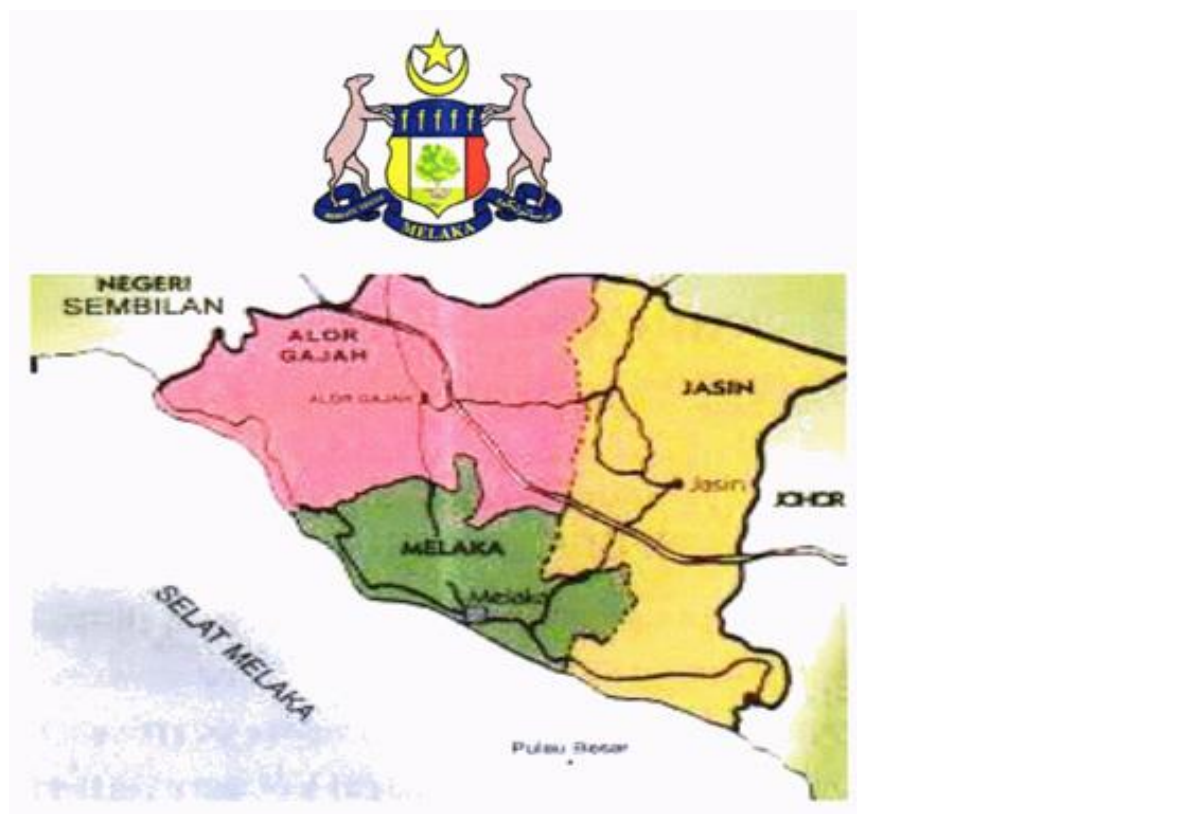 MELAKA
NEGERI
SEMBILAN
ALOR
GAJAH
ALOR GAJAH
JASIN
Jasin
JOHOR
MELAKA
Melaka
SELAT MELAKA
Pulau Besar